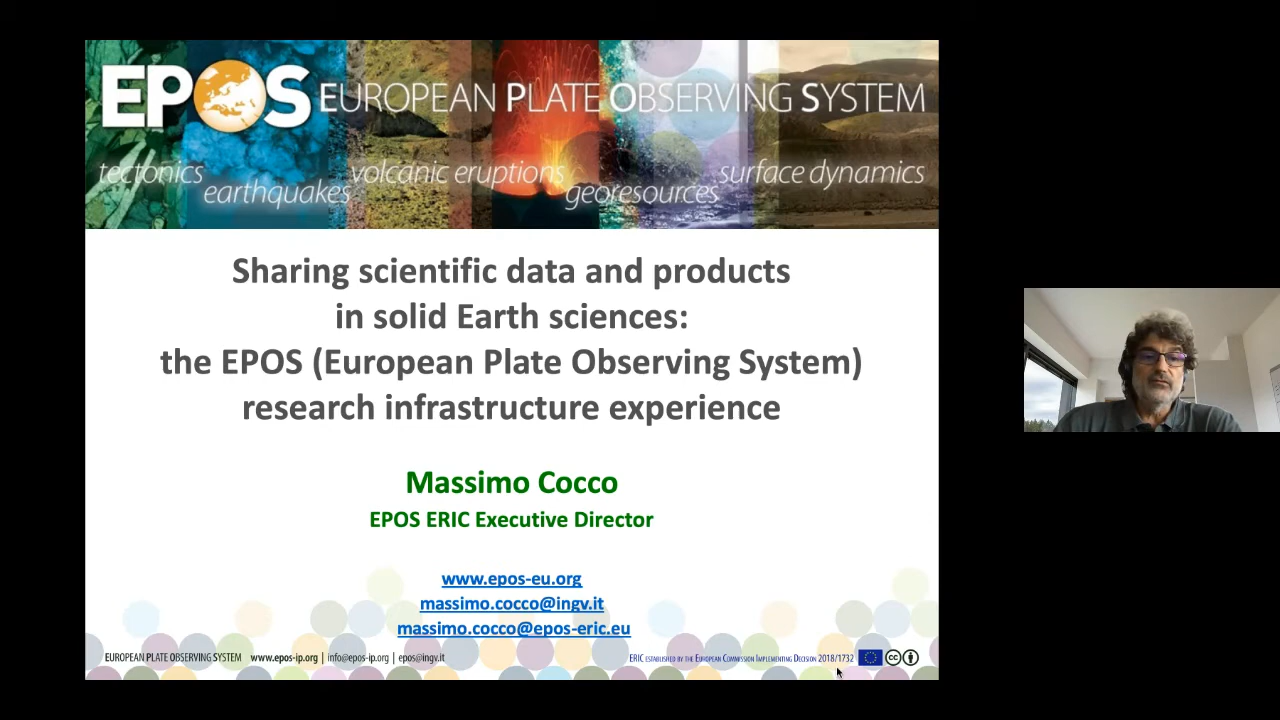 EPOS EUROPEAN PLATE OBSERVING SYSTEM
tectonics
earthquakes
volcanic eruptions
georesources
surface dynamics
Sharing scientific data and products
in solid Earth sciences:
the EPOS (European Plate Observing System)
research infrastructure experience
Massimo Cocco
EPOS ERIC Executive Director
www.epos-eu.org
massimo.cocco@ingv.it
massimo.cocco@epos-eric.eu
EUROPEAN PLATE OBSERVING SYSTEM www.epos-ip.org | info@epos-ip.org | epos@ingv.it
ERIC ESTABLISHED BY THE EUROPEAN COMMISSION IMPLEMENTING DECISION 2018/1732 cc